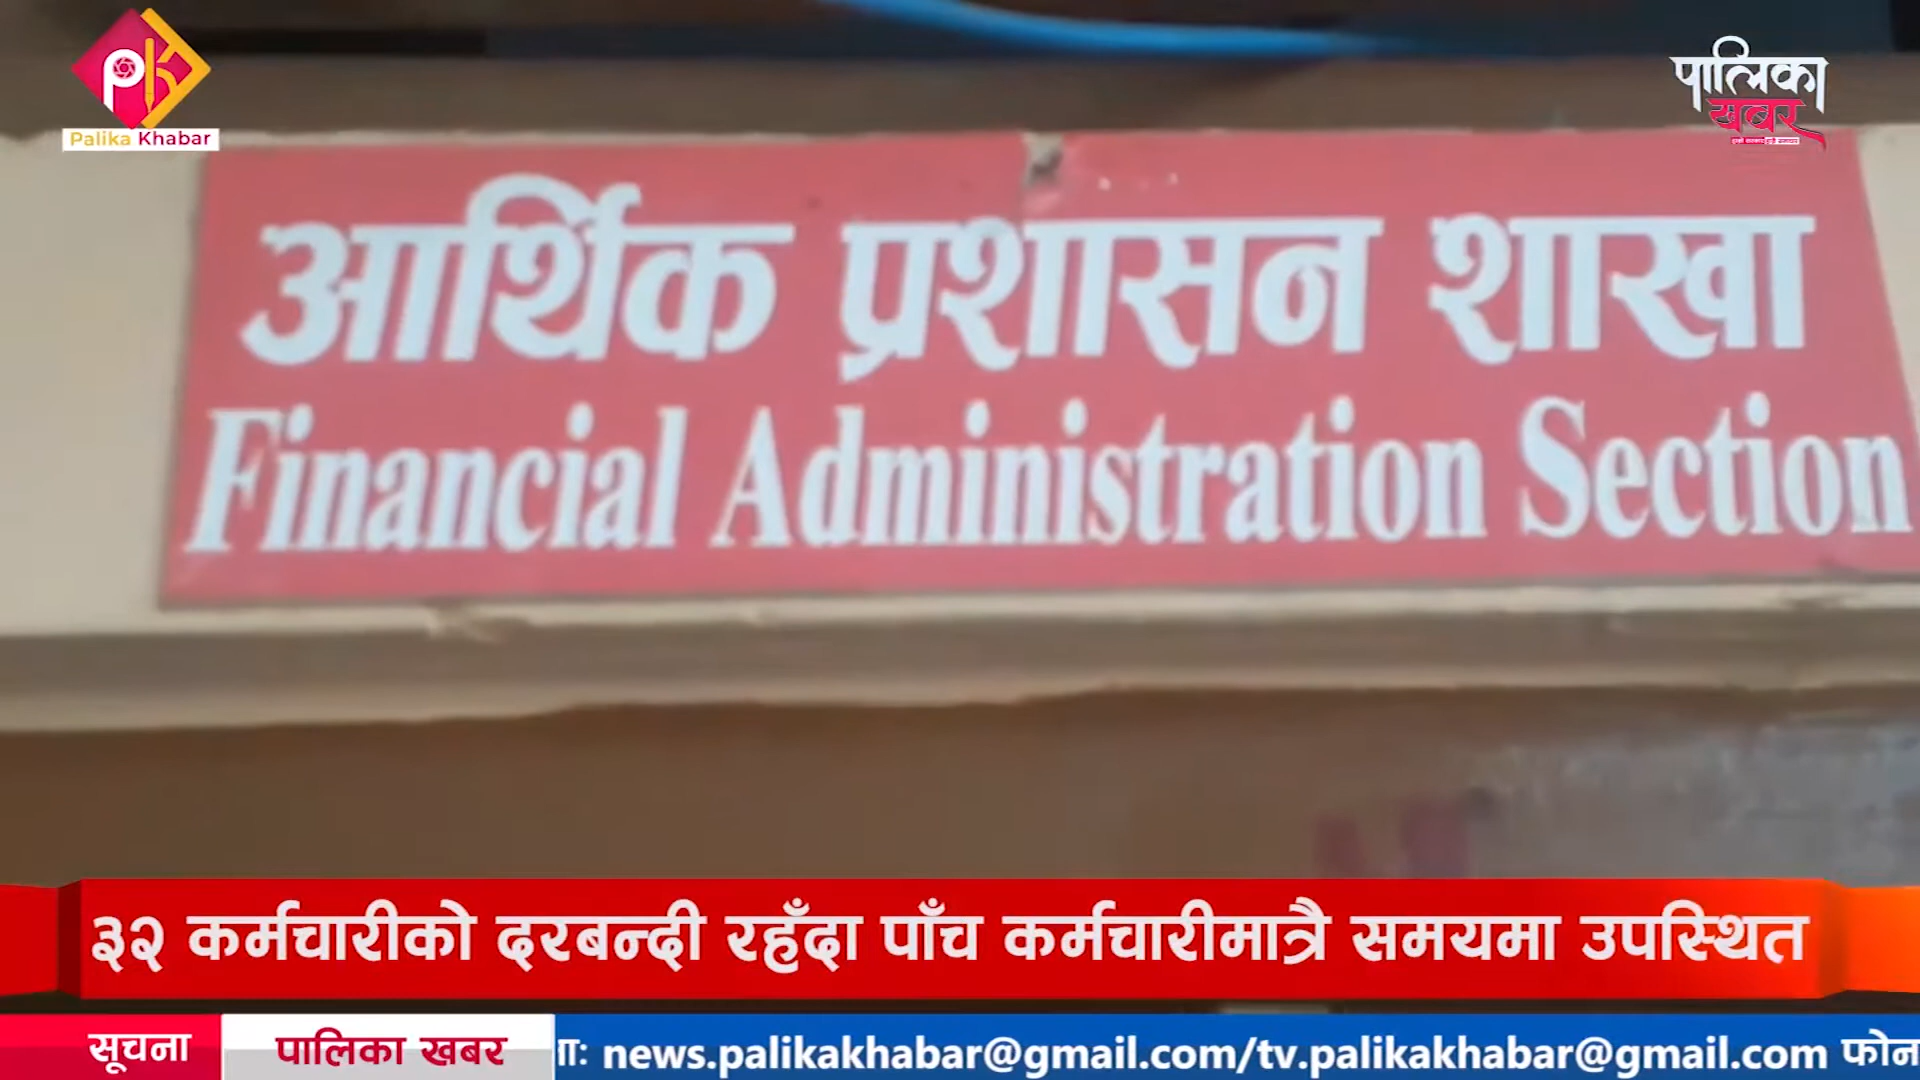 Palika Khabar
पालिका
खबर
आर्थिक प्रशासन शाखा
Financial Administration Section
३२ कर्मचारीको दरबन्दी रहँदा पाँच कर्मचारीमात्रै समयमा उपस्थित
सूचना पालिका खबर news.palikakhabar@gmail.com/tv.palikakhabar@gmail.com फोन